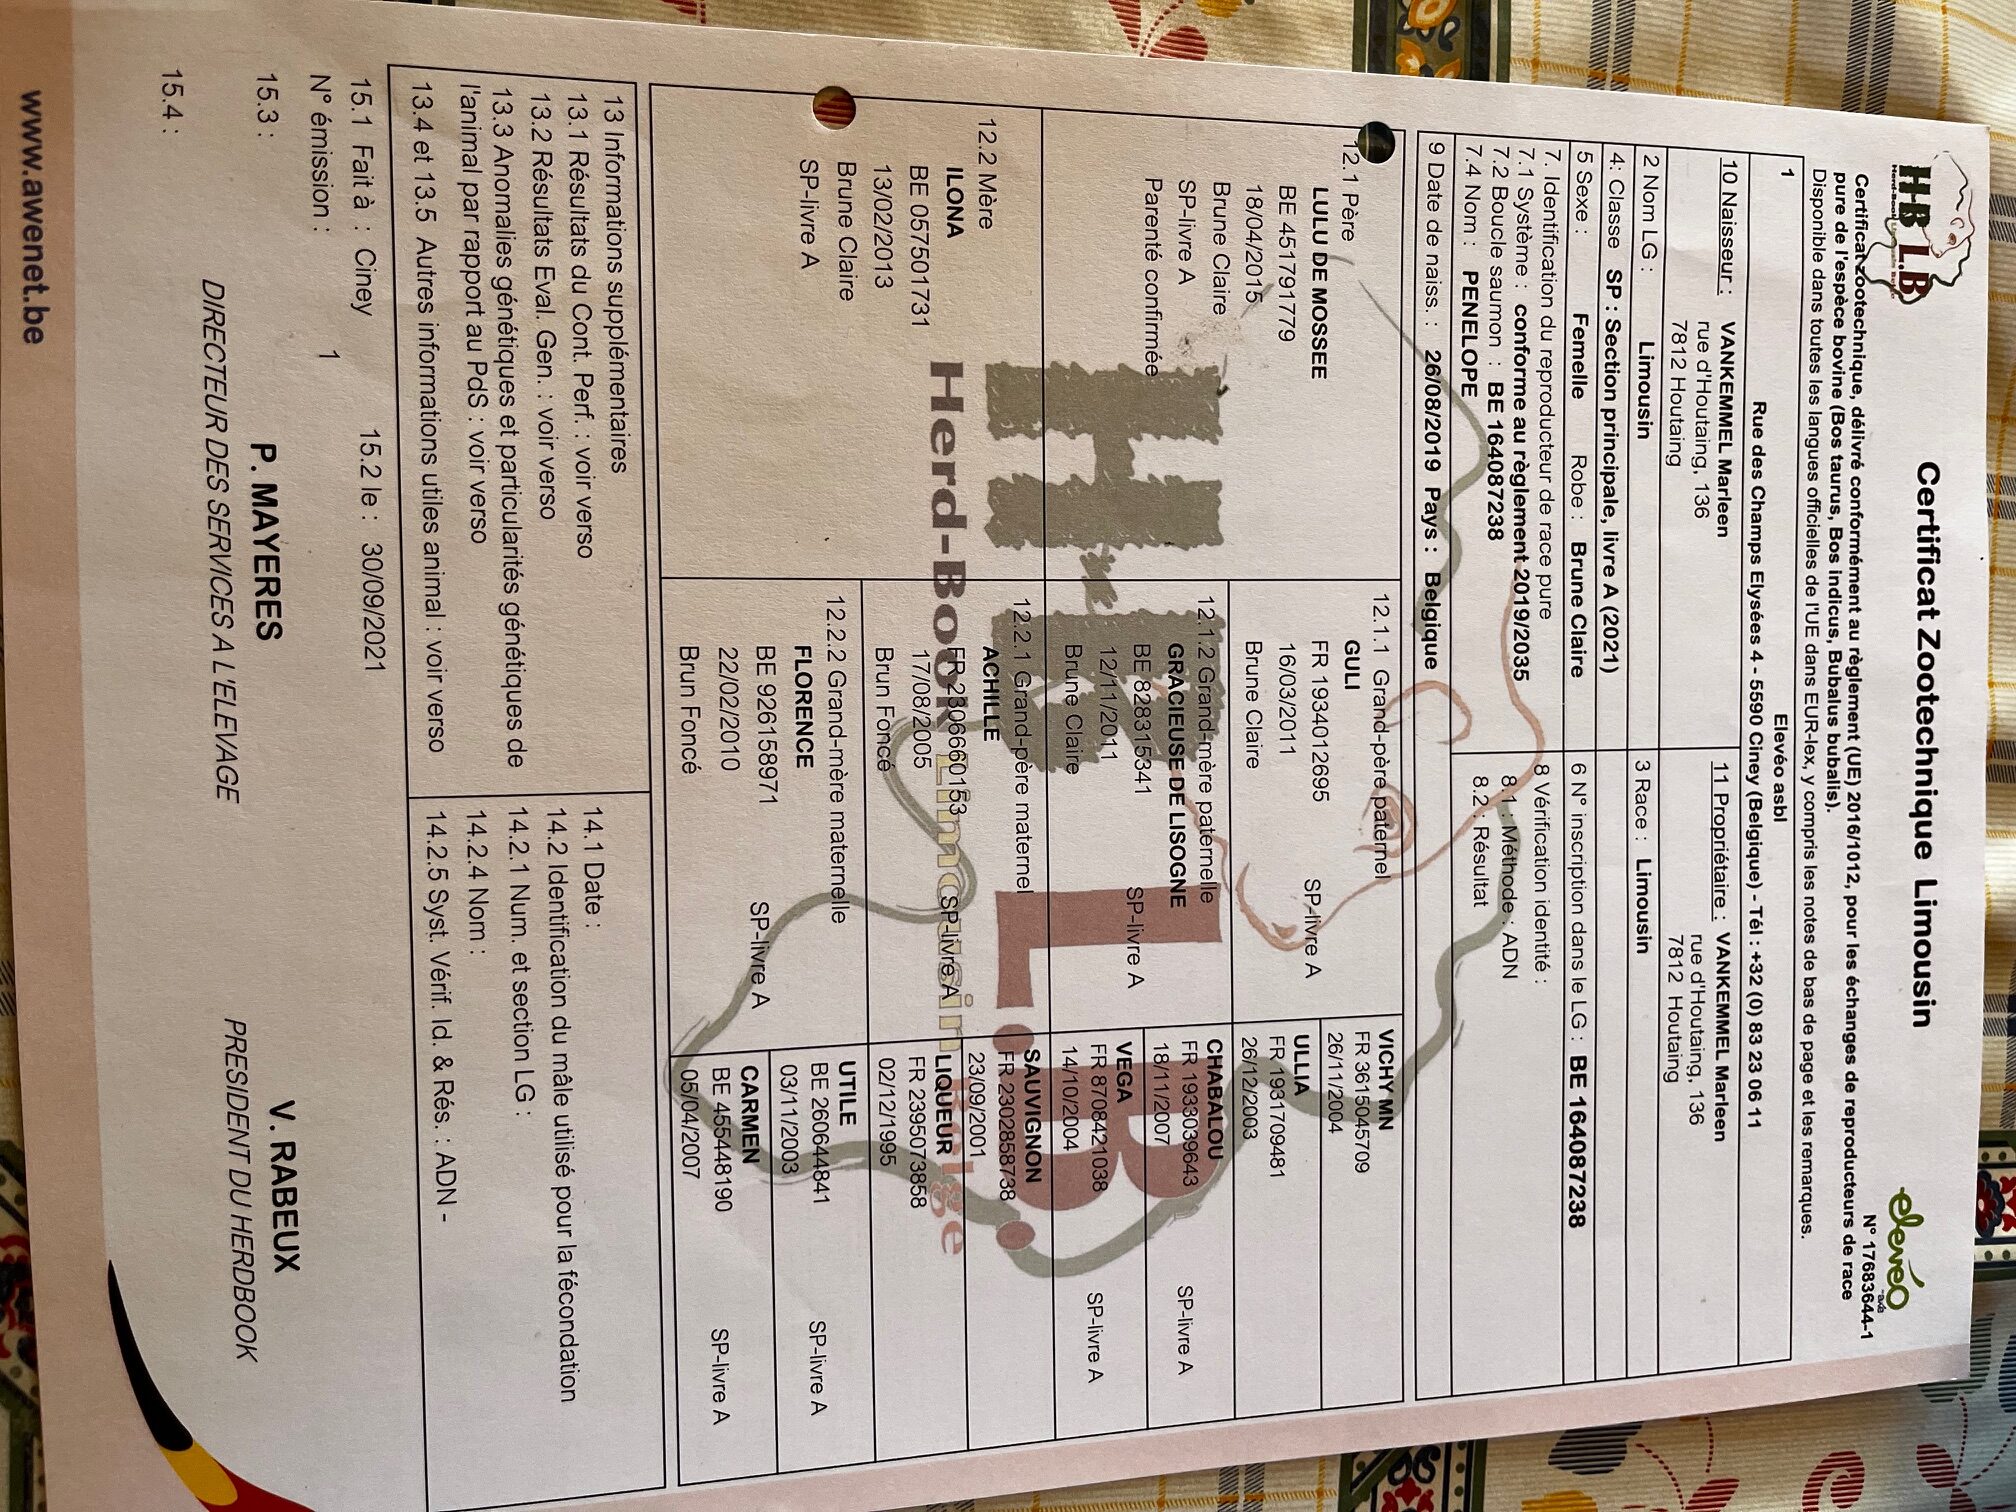 H-B L.B
Herd-Book Limousin Belge
Certificat Zootechnique Limousin
elevéo
awé
N° 17683644-1
Certificat zootechnique, délivré conformément au règlement (UE) 2016/1012, pour les échanges de reproducteurs de race
pure de l'espèce bovine (Bos taurus, Bos indicus, Bubalus bubalis).
Disponible dans toutes les langues officielles de l'UE dans EUR-lex, y compris les notes de bas de page et les remarques.
1 Elevéo asbl
Rue des Champs Elysées 4 - 5590 Ciney (Belgique) - Tél : +32 (0) 83 23 06 11
10 Naisseur : VANKEMMEL Marleen
rue d'Houtaing, 136
7812 Houtaing
11 Propriétaire : VANKEMMEL Marleen
rue d'Houtaing, 136
7812 Houtaing
2 Nom LG : Limousin
3 Race : Limousin
4: Classe SP : Section principale, livre A (2021)
5 Sexe : Femelle Robe : Brune Claire
6 N° inscription dans le LG : BE 164087238
7. Identification du reproducteur de race pure
7.1 Système : conforme au règlement 2019/2035
7.2 Boucle saumon : BE 164087238
7.4 Nom : PENELOPE
8 Vérification identité :
8.1 : Méthode : ADN
8.2 : Résultat
9 Date de naiss. : 26/08/2019 Pays : Belgique
12.1 Père
LULU DE MOSSEE
BE 451791779
18/04/2015
Brune Claire
SP-livre A
Parenté confirmée
12.1.1 Grand-père paternel
GULI
FR 1934012695 SP-livre A
16/03/2011
Brune Claire
VICHY MN
FR 3615045709
26/11/2004
ULLIA
FR 1931709481
26/12/2003
12.1.2 Grand-mère paternelle
GRACIEUSE DE LISOGNE
BE 828315341 SP-livre A
12/11/2011
Brune Claire
CHABALOU
FR 1933039643 SP-livre A
18/11/2007
VEGA
FR 8708421038 SP-livre A
14/10/2004
12.2 Mère
ILONA
BE 057501731
13/02/2013
Brune Claire
SP-livre A
12.2.1 Grand-père maternel
ACHILLE
FR 2306660153 SP-livre A
17/08/2005
Brun Foncé
SAUVIGNON
FR 2302858738
23/09/2001
LIQUEUR
FR 2395073858
02/12/1995
12.2.2 Grand-mère maternelle
FLORENCE
BE 926158971 SP-livre A
22/02/2010
Brun Foncé
UTILE
BE 260644841 SP-livre A
03/11/2003
CARMEN
BE 455448190 SP-livre A
05/04/2007
H-B L.B.
Herd-Book Limousin Belge
13 Informations supplémentaires
13.1 Résultats du Cont. Perf. : voir verso
13.2 Résultats Eval. Gen. : voir verso
13.3 Anomalies génétiques et particularités génétiques de
l'animal par rapport au PdS : voir verso
13.4 et 13.5 Autres informations utiles animal : voir verso
14.1 Date :
14.2 Identification du mâle utilisé pour la fécondation
14.2.1 Num. et section LG :
14.2.4 Nom :
14.2.5 Syst. Vérif. Id. & Rés. : ADN -
15.1 Fait à : Ciney 15.2 le : 30/09/2021
N° émission : 1
15.3 : P. MAYERES V. RABEUX
DIRECTEUR DES SERVICES A L'ELEVAGE PRESIDENT DU HERDBOOK
15.4 :
www.awenet.be